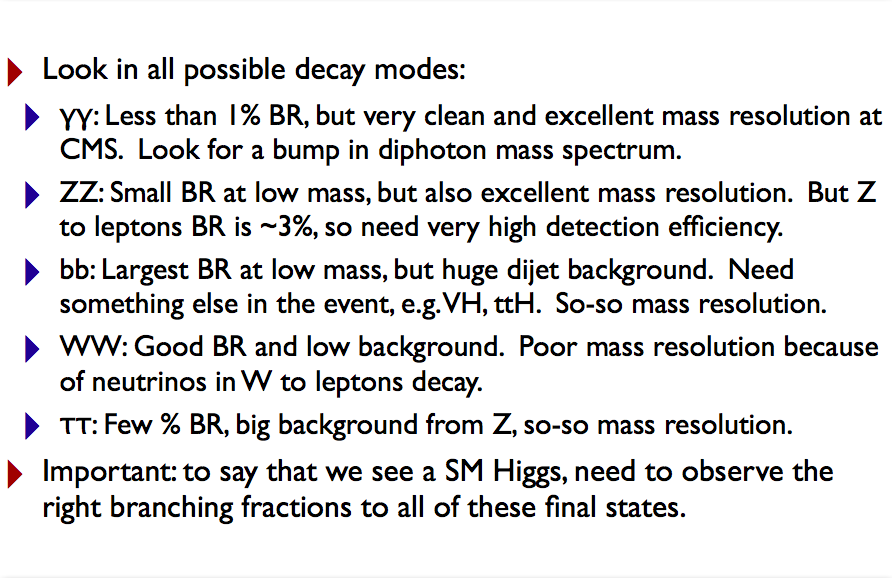 Look in all possible decay modes:
γγ: Less than 1% BR, but very clean and excellent mass resolution at
CMS. Look for a bump in diphoton mass spectrum.
ZZ: Small BR at low mass, but also excellent mass resolution. But Z
to leptons BR is ~3%, so need very high detection efficiency.
bb: Largest BR at low mass, but huge dijet background. Need
something else in the event, e.g. VH, ttH. So-so mass resolution.
WW: Good BR and low background. Poor mass resolution because
of neutrinos in W to leptons decay.
ττ: Few % BR, big background from Z, so-so mass resolution.
Important: to say that we see a SM Higgs, need to observe the
right branching fractions to all of these final states.